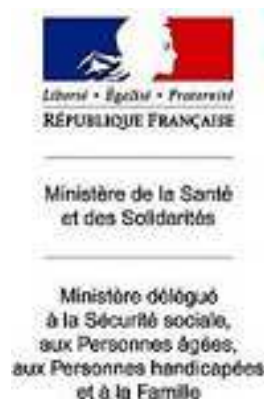 Liberté • Égalité • Fraternité
RÉPUBLIQUE FRANÇAISE
Ministère de la Santé
et des Solidarités
Ministère délégué
à la Sécurité sociale,
aux Personnes âgées,
aux Personnes handicapées
et à la Famille